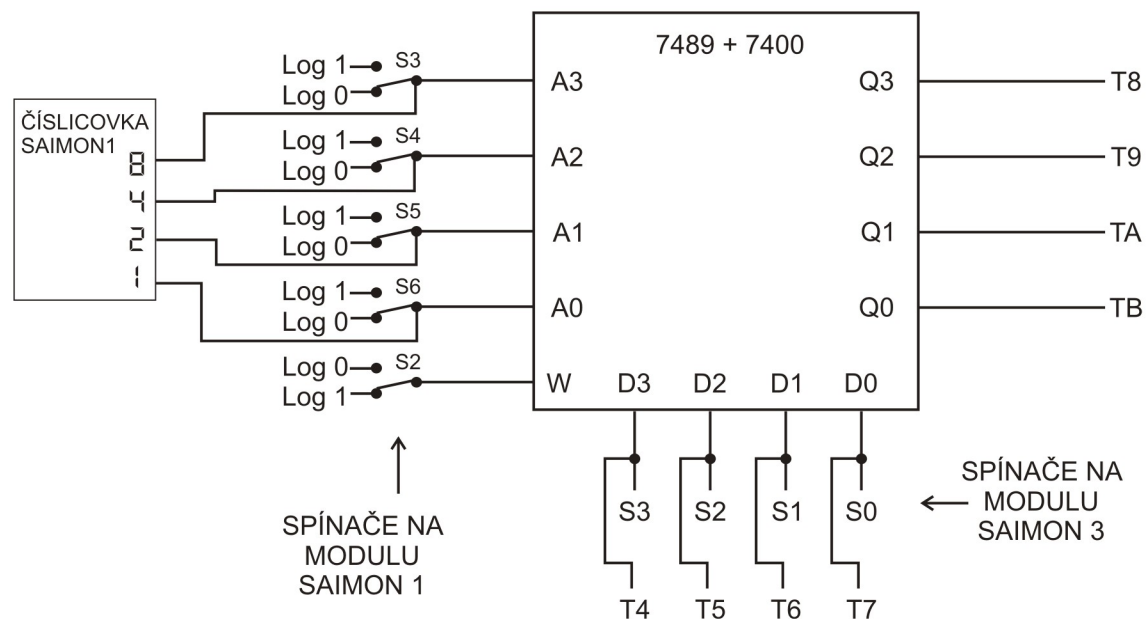 7489 + 7400
Log 1 S3
Log 0
A3 Q3 T8
ČÍSLICOVKA
SAIMON1
8
4
2
1
Log 1 S4
Log 0
A2 Q2 T9
Log 1 S5
Log 0
A1 Q1 TA
Log 1 S6
Log 0
A0 Q0 TB
Log 0 S2
Log 1
W D3 D2 D1 D0
S3 S2 S1 S0
T4 T5 T6 T7
SPÍNAČE NA
MODULU
SAIMON 1
SPÍNAČE NA
MODULU
SAIMON 3